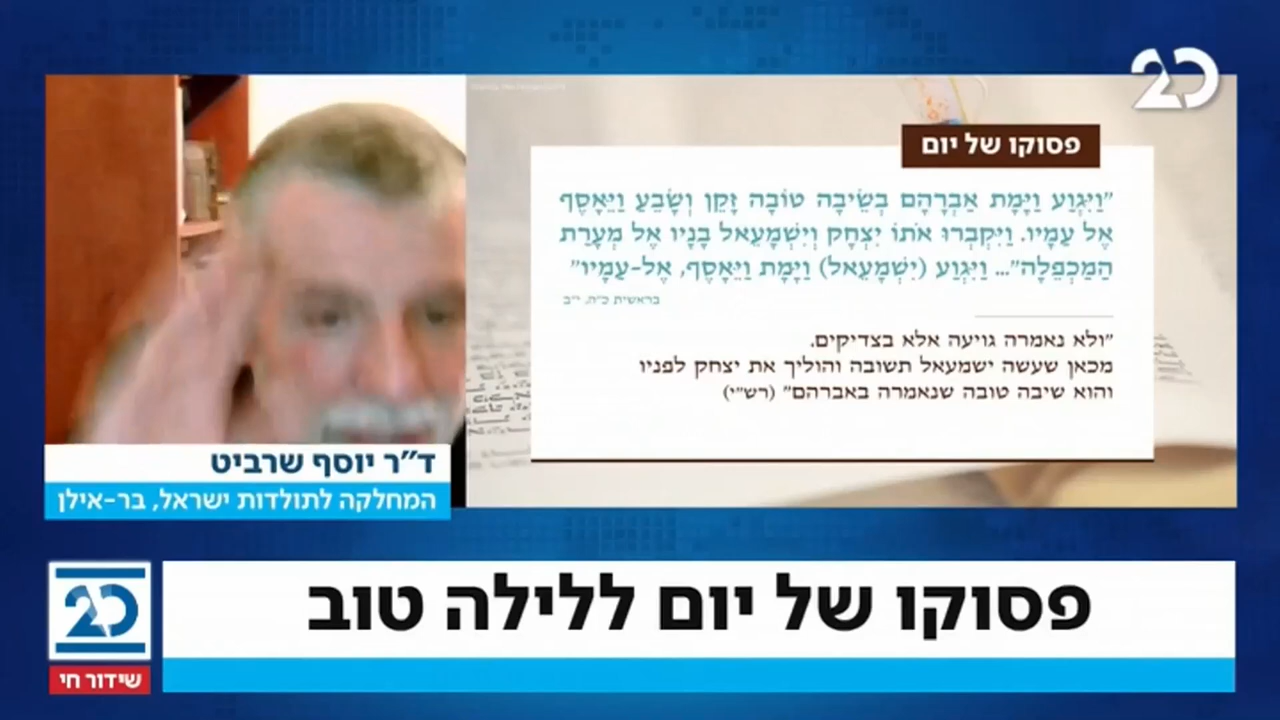 20
פסוקו של יום
"וַיִּגְוַע וַיָּמָת אַבְרָהָם בְּשֵׂיבָה טוֹבָה זָקֵן וְשָׂבֵעַ וַיֵּאָסֶף
אֶל עַמָּיו. וַיִּקְבְּרוּ אֹתוֹ יִצְחָק וְיִשְׁמָעֵאל בָּנָיו אֶל מְעָרַת
הַמַּכְפֵּלָה"... וַיִּגְוַע (יִשְׁמָעֵאל) וַיָּמָת וַיֵּאָסֶף, אֶל-עַמָּיו"
בראשית כ"ה, י"ב
"ולא נאמרה גויעה אלא בצדיקים.
מכאן שעשה ישמעאל תשובה והוליך את יצחק לפניו
והוא שיבה טובה שנאמרה באברהם" (רש"י)
ד"ר יוסף שרביט
המחלקה לתולדות ישראל, בר-אילן
פסוקו של יום ללילה טוב
20
שידור חי